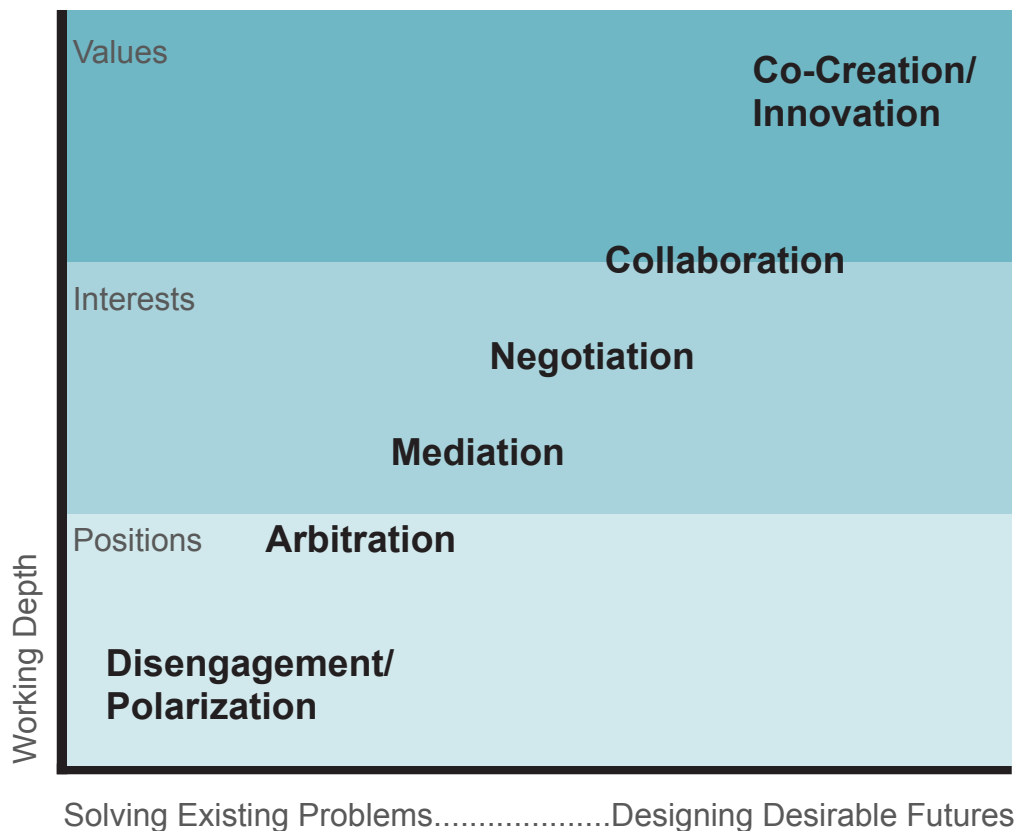 Values
Co-Creation/
Innovation
Collaboration
Interests
Negotiation
Mediation
Positions
Arbitration
Disengagement/
Polarization
Working Depth
Solving Existing Problems....................Designing Desirable Futures